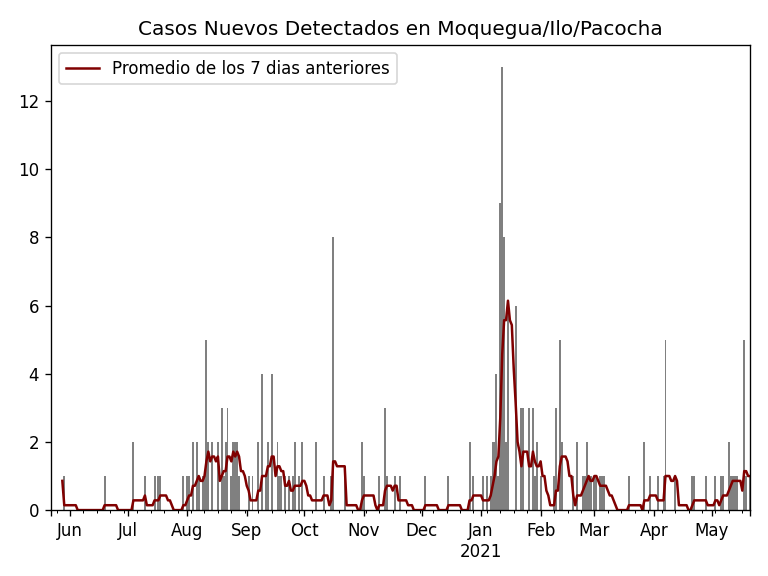 Casos Nuevos Detectados en Moquegua/Ilo/Pacocha
Promedio de los 7 dias anteriores
12
10
8
6
4
2
0
Jun Jul Aug Sep Oct Nov Dec Jan Feb Mar Apr May
2021